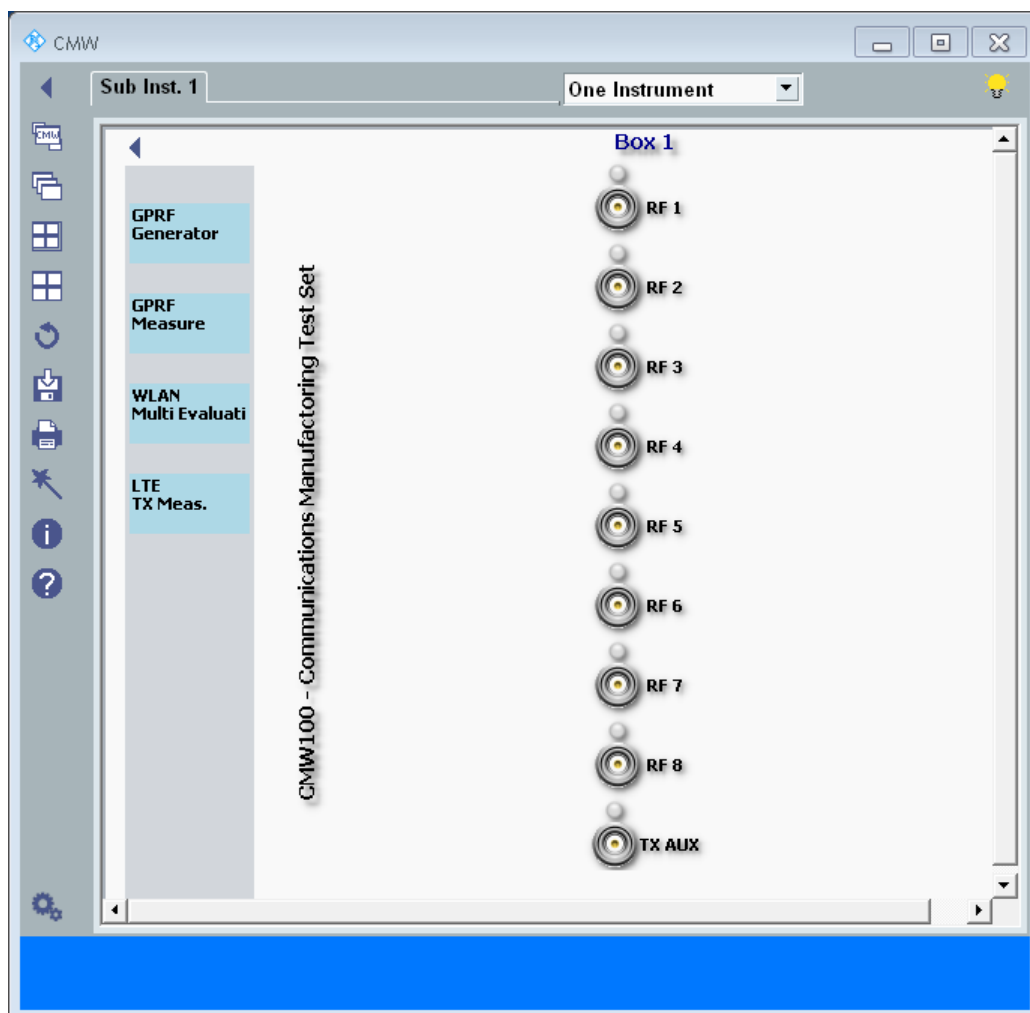 CMW
Sub Inst. 1
One Instrument
CMW
Box 1
GPRF
Generator
GPRF
Measure
WLAN
Multi Evaluati
LTE
TX Meas.
CMW100 - Communications Manufactoring Test Set
RF 1
RF 2
RF 3
RF 4
RF 5
RF 6
RF 7
RF 8
TX AUX